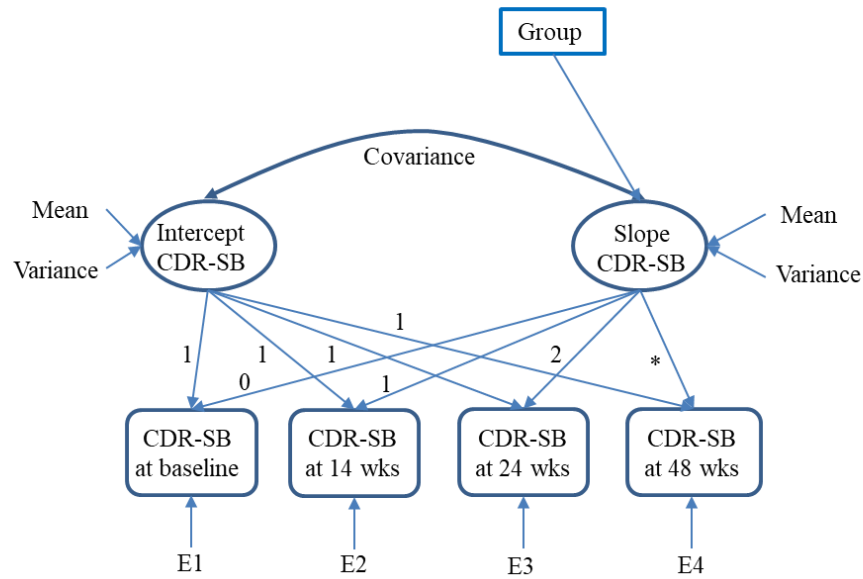 Group
Covariance
Mean
Variance
Intercept
CDR-SB
Slope
CDR-SB
Mean
Variance
1
1
1
1
0
1
2
*
CDR-SB
at baseline
CDR-SB
at 14 wks
CDR-SB
at 24 wks
CDR-SB
at 48 wks
E1
E2
E3
E4